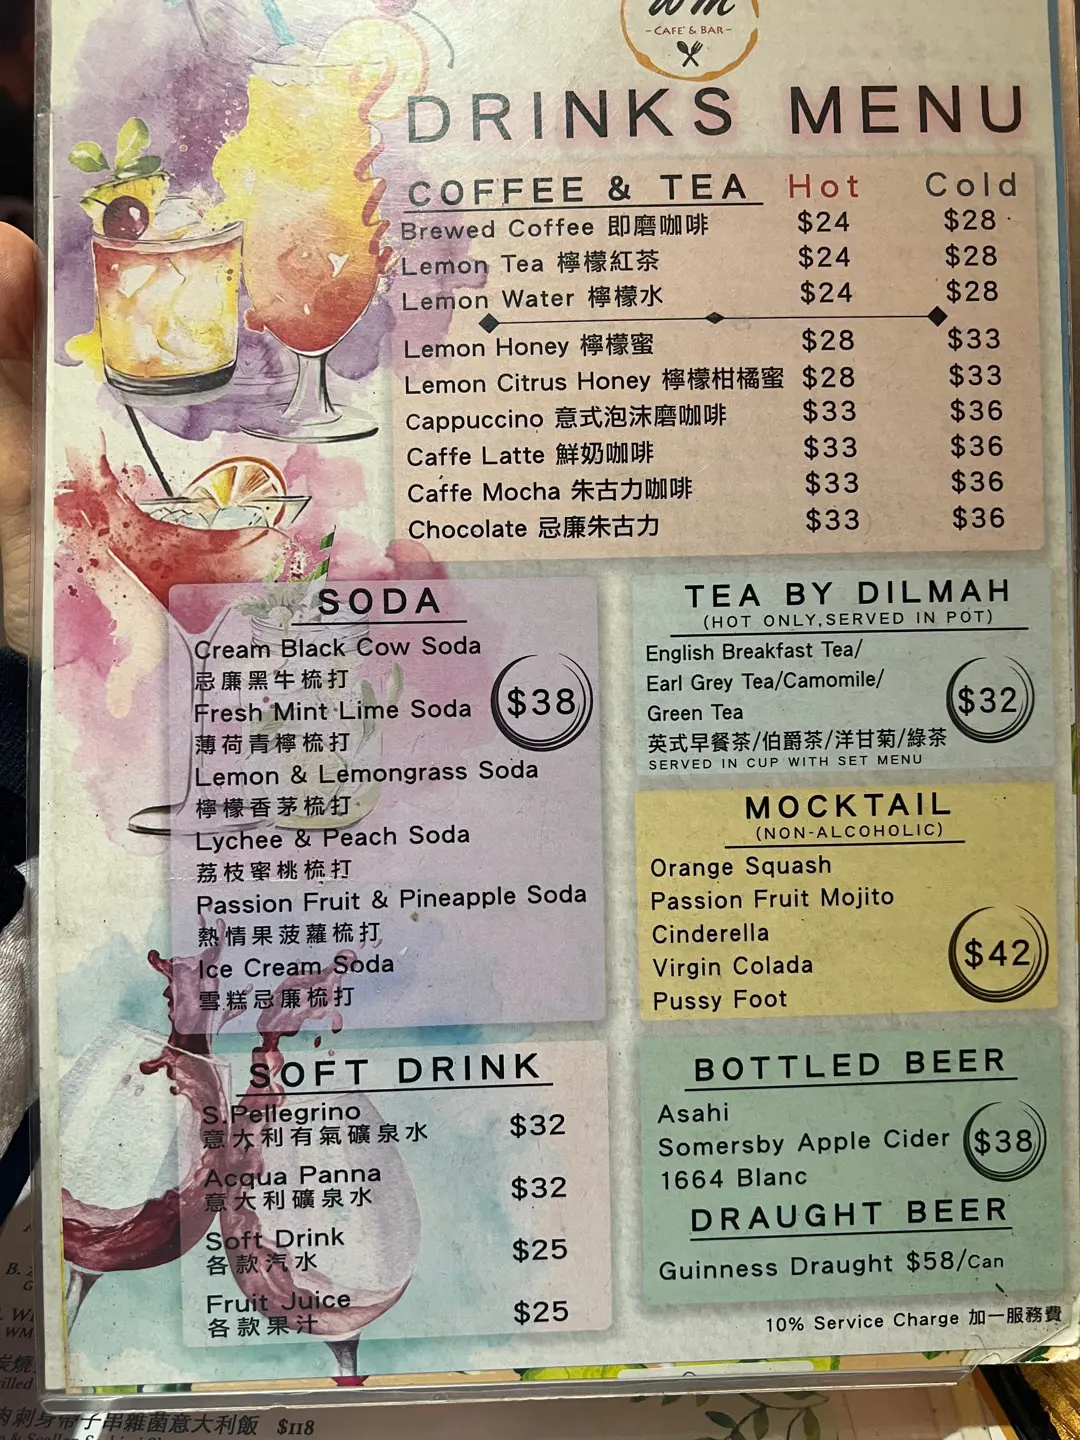 WM
- CAFE' & BAR -
DRINKS MENU
COFFEE & TEA Hot Cold
Brewed Coffee 即磨咖啡 $24 $28
Lemon Tea 檸檬紅茶 $24 $28
Lemon Water 檸檬水 $24 $28
Lemon Honey 檸檬蜜 $28 $33
Lemon Citrus Honey 檸檬柑橘蜜 $28 $33
Cappuccino 意式泡沫磨咖啡 $33 $36
Caffe Latte 鮮奶咖啡 $33 $36
Caffe Mocha 朱古力咖啡 $33 $36
Chocolate 忌廉朱古力 $33 $36
SODA
Cream Black Cow Soda
忌廉黑牛梳打
Fresh Mint Lime Soda
薄荷青檸梳打
Lemon & Lemongrass Soda
檸檬香茅梳打
Lychee & Peach Soda
荔枝蜜桃梳打
Passion Fruit & Pineapple Soda
熱情果菠蘿梳打
Ice Cream Soda
雪糕忌廉梳打
$38
TEA BY DILMAH
(HOT ONLY,SERVED IN POT)
English Breakfast Tea/
Earl Grey Tea/Camomile/
Green Tea
英式早餐茶/伯爵茶/洋甘菊/綠茶
SERVED IN CUP WITH SET MENU
$32
MOCKTAIL
(NON-ALCOHOLIC)
Orange Squash
Passion Fruit Mojito
Cinderella
Virgin Colada
Pussy Foot
$42
SOFT DRINK
S.Pellegrino
意大利有氣礦泉水 $32
Acqua Panna
意大利礦泉水 $32
Soft Drink
各款汽水 $25
Fruit Juice
各款果汁 $25
BOTTLED BEER
Asahi
Somersby Apple Cider
1664 Blanc
$38
DRAUGHT BEER
Guinness Draught $58/Can
10% Service Charge 加一服務費
串雜菌意大利飯 $118